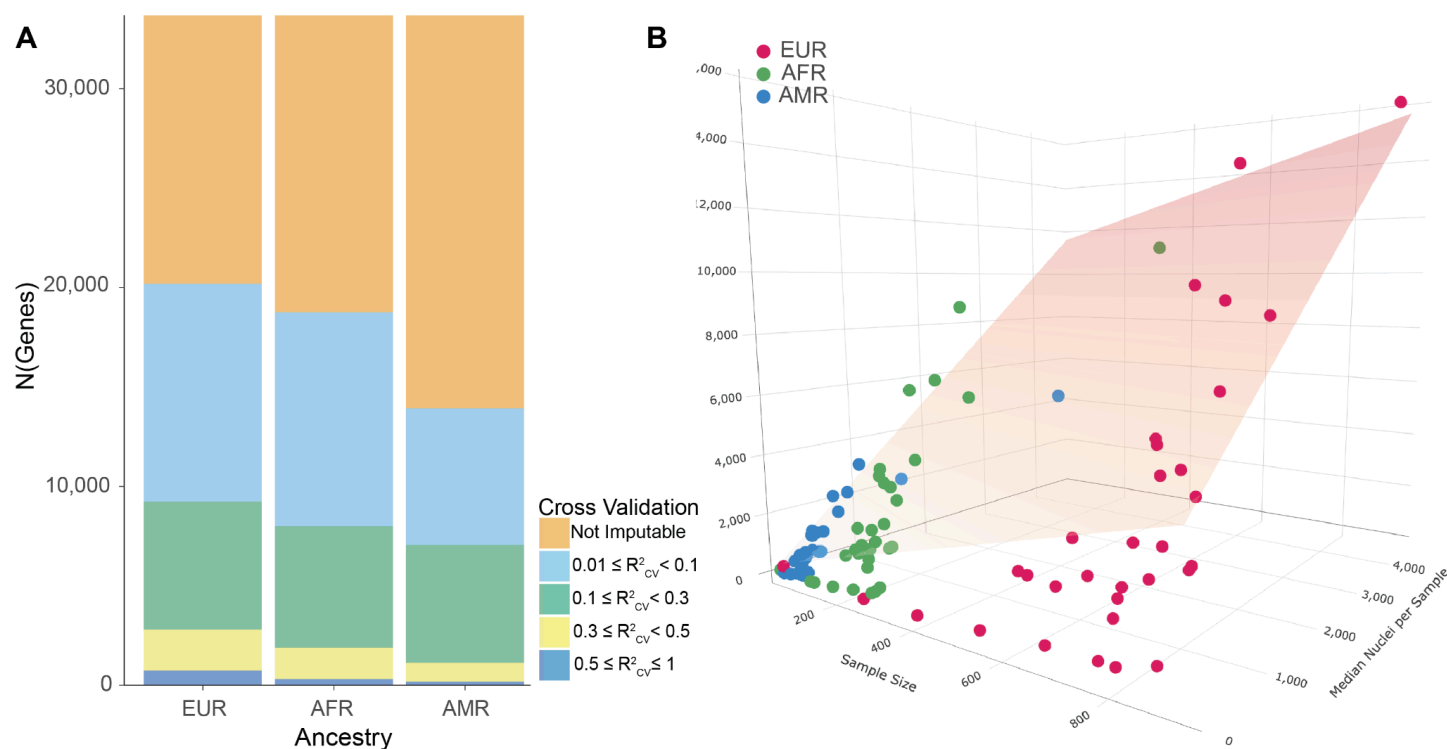 A
30,000
20,000
10,000
0
N(Genes)
EUR
AFR
AMR
Ancestry
Cross Validation
Not Imputable
0.01 ≤ R²CV < 0.1
0.1 ≤ R²CV < 0.3
0.3 ≤ R²CV < 0.5
0.5 ≤ R²CV ≤ 1
B
EUR
AFR
AMR
,000
4,000
12,000
10,000
8,000
6,000
4,000
2,000
0
200
400
600
800
Sample Size
0
1,000
2,000
3,000
4,000
Median Nuclei per Sample